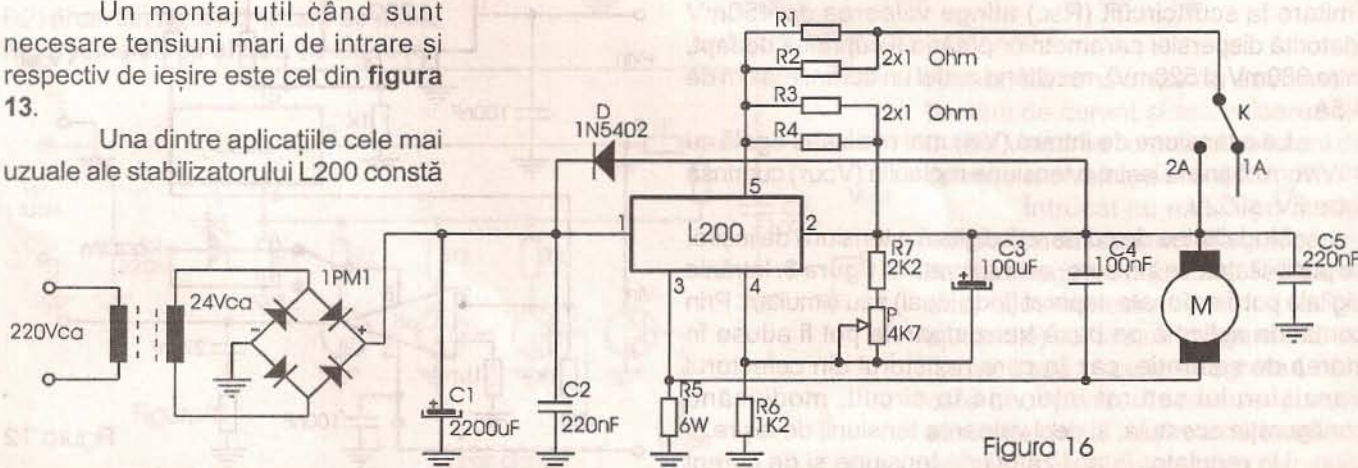 Un montaj util când sunt
necesare tensiuni mari de intrare și
respectiv de ieșire este cel din figura
13.
Una dintre aplicațiile cele mai
uzuale ale stabilizatorului L200 constă
R1
R2
2x1 Ohm
R3
2x1 Ohm
R4
K
2A
1A
D
1N5402
5
1
L200
2
3
4
R7
2K2
P
4K7
C3
100uF
C4
100nF
C5
220nF
M
1PM1
24Vca
220Vca
C1
2200uF
C2
220nF
R5
1
6W
R6
1K2
Figura 16